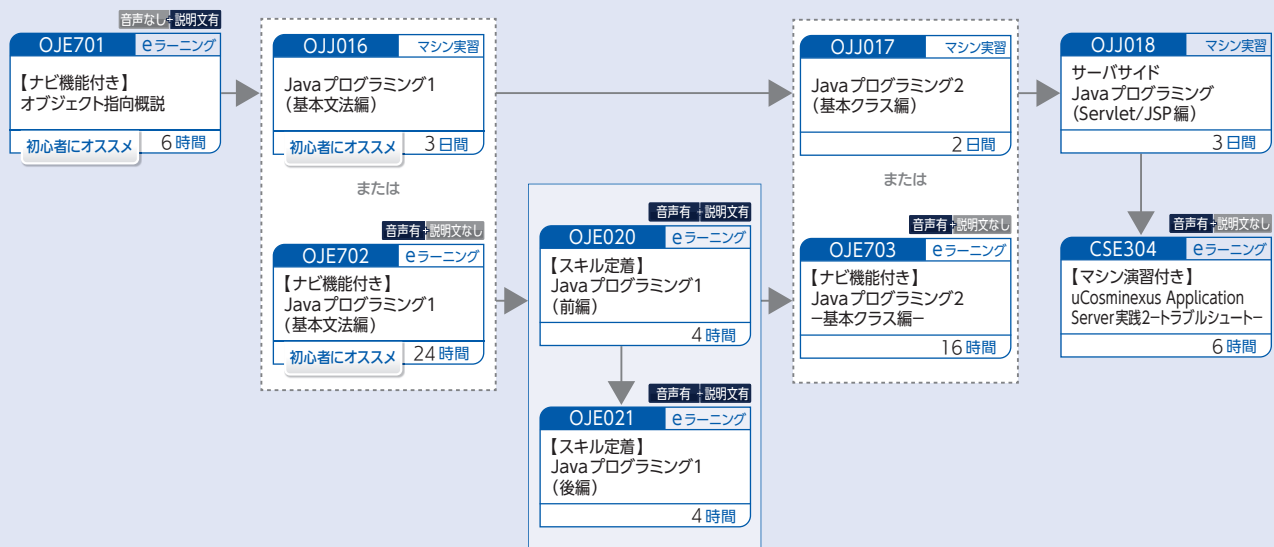 音声なし+説明文有
OJE701 eラーニング
【ナビ機能付き】
オブジェクト指向概説
初心者にオススメ 6時間
OJJ016 マシン実習
Javaプログラミング1
（基本文法編）
初心者にオススメ 3日間
または
音声有+説明文なし
OJE702 eラーニング
【ナビ機能付き】
Javaプログラミング1
（基本文法編）
初心者にオススメ 24時間
音声有+説明文有
OJE020 eラーニング
【スキル定着】
Javaプログラミング1
（前編）
4時間
音声有+説明文有
OJE021 eラーニング
【スキル定着】
Javaプログラミング1
（後編）
4時間
OJJ017 マシン実習
Javaプログラミング2
（基本クラス編）
2日間
または
音声有+説明文なし
OJE703 eラーニング
【ナビ機能付き】
Javaプログラミング2
−基本クラス編−
16時間
OJJ018 マシン実習
サーバサイド
Javaプログラミング
(Servlet/JSP編)
3日間
音声有+説明文なし
CSE304 eラーニング
【マシン演習付き】
uCosminexus Application
Server実践2−トラブルシュート−
6時間